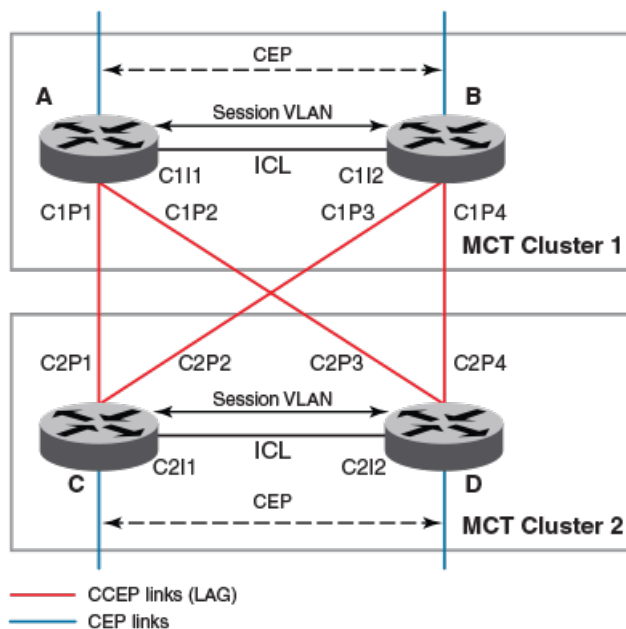 CEP
A
B
Session VLAN
ICL
C1I1
C1I2
C1P1
C1P2
C1P3
C1P4
MCT Cluster 1
C2P1
C2P2
C2P3
C2P4
Session VLAN
ICL
C2I1
C2I2
C
D
CEP
MCT Cluster 2
CCEP links (LAG)
CEP links